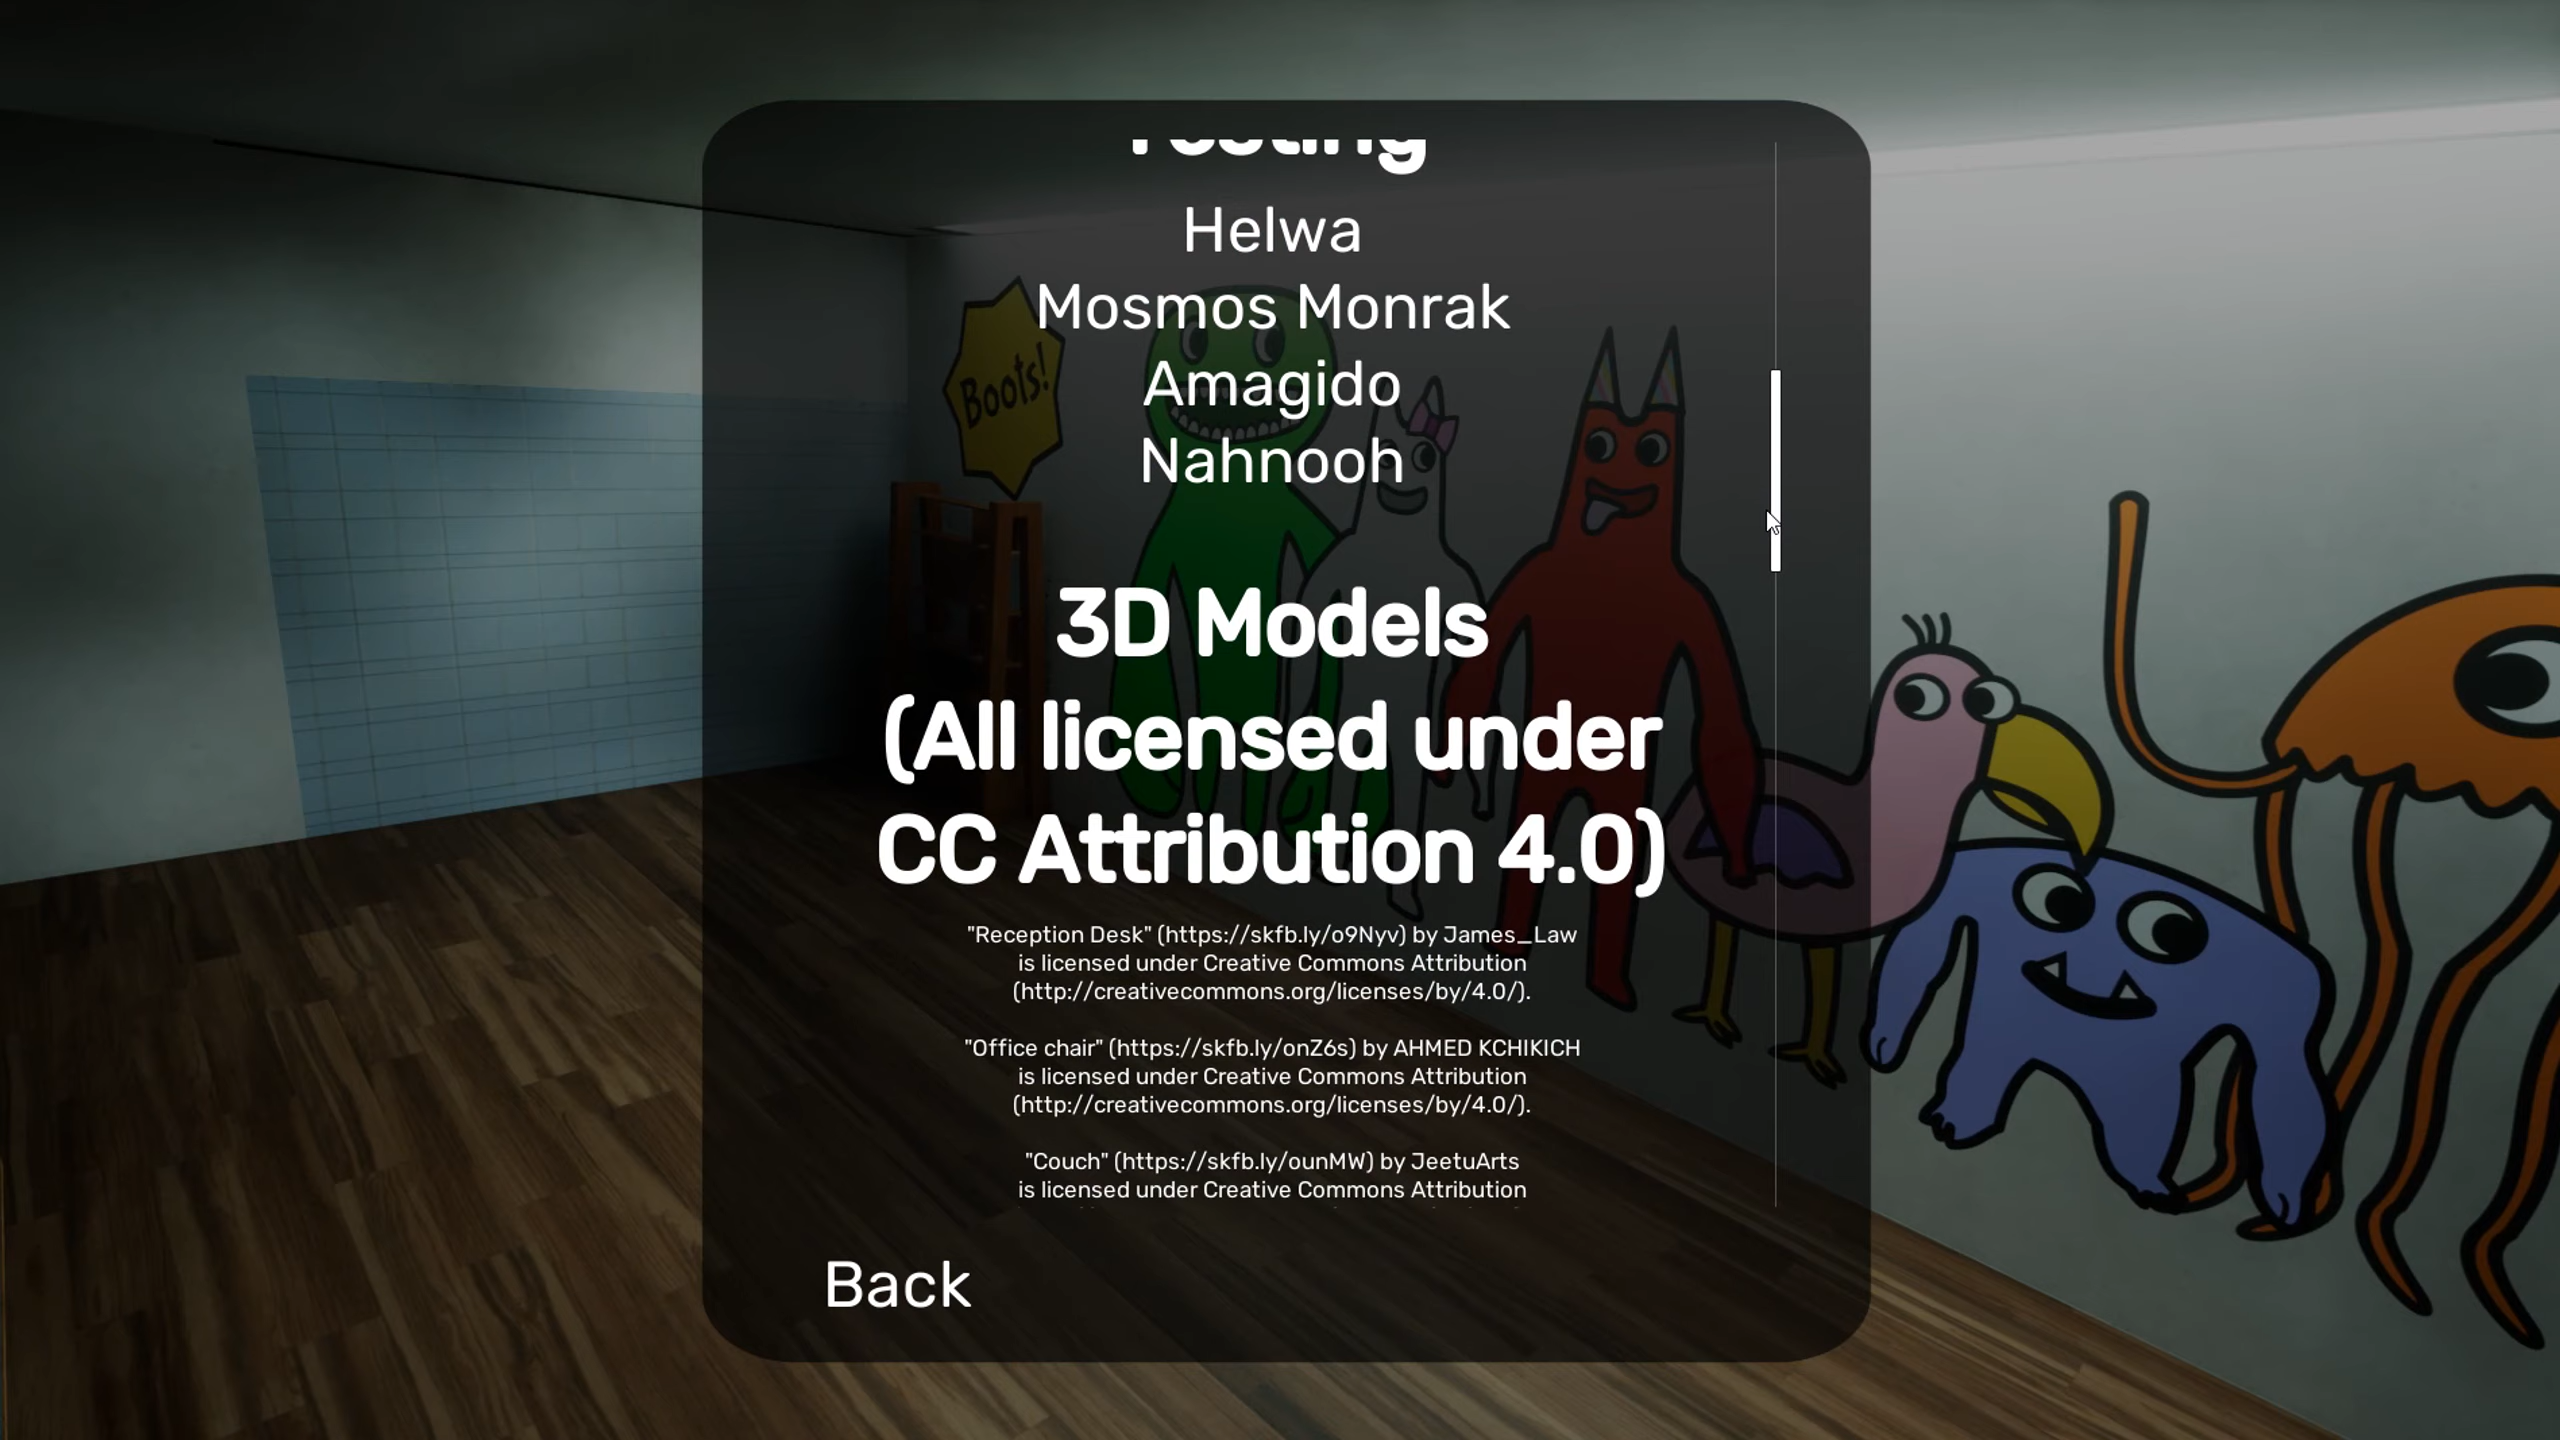 Testing
Helwa
Mosmos Monrak
Amagido
Nahnooh
Boots!
3D Models
(All licensed under
CC Attribution 4.0)
"Reception Desk" (https://skfb.ly/o9Nyv) by James_Law
is licensed under Creative Commons Attribution
(http://creativecommons.org/licenses/by/4.0/).
"Office chair" (https://skfb.ly/onZ6s) by AHMED KCHIKICH
is licensed under Creative Commons Attribution
(http://creativecommons.org/licenses/by/4.0/).
"Couch" (https://skfb.ly/ounMW) by JeetuArts
is licensed under Creative Commons Attribution
Back